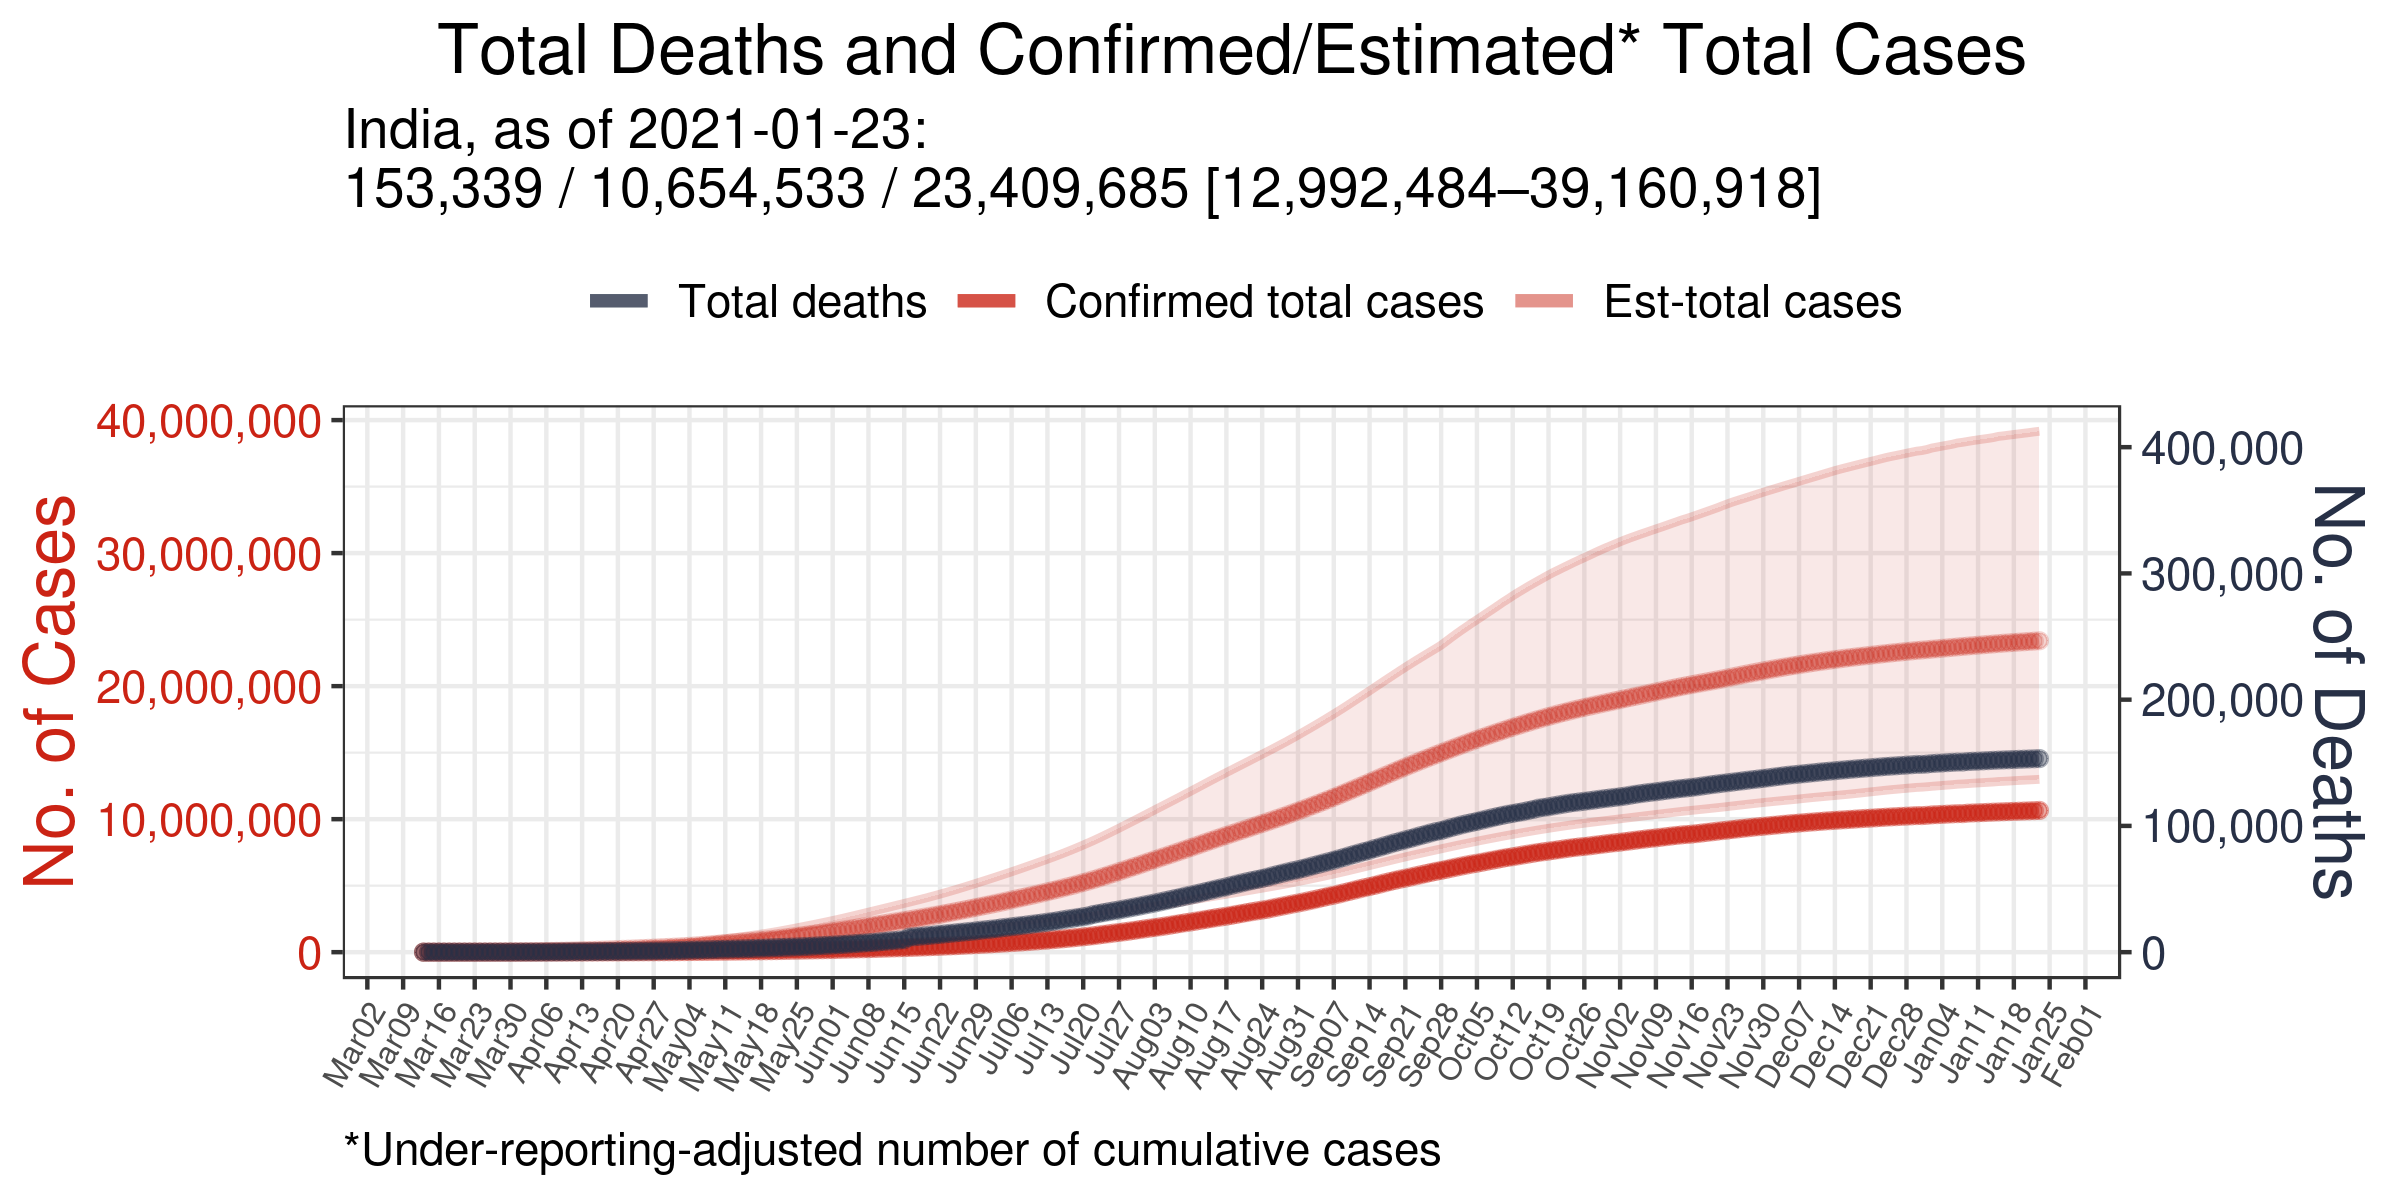 Total Deaths and Confirmed/Estimated* Total Cases
India, as of 2021-01-23:
153,339 / 10,654,533 / 23,409,685 [12,992,484–39,160,918]
Total deaths Confirmed total cases Est-total cases
No. of Cases
40,000,000
30,000,000
20,000,000
10,000,000
0
400,000
300,000
200,000
100,000
0
No. of Deaths
Mar02 Mar09 Mar16 Mar23 Mar30 Apr06 Apr13 Apr20 Apr27 May04 May11 May18 May25 Jun01 Jun08 Jun15 Jun22 Jun29 Jul06 Jul13 Jul20 Jul27 Aug03 Aug10 Aug17 Aug24 Aug31 Sep07 Sep14 Sep21 Sep28 Oct05 Oct12 Oct19 Oct26 Nov02 Nov09 Nov16 Nov23 Nov30 Dec07 Dec14 Dec21 Dec28 Jan04 Jan11 Jan18 Jan25 Feb01
*Under-reporting-adjusted number of cumulative cases